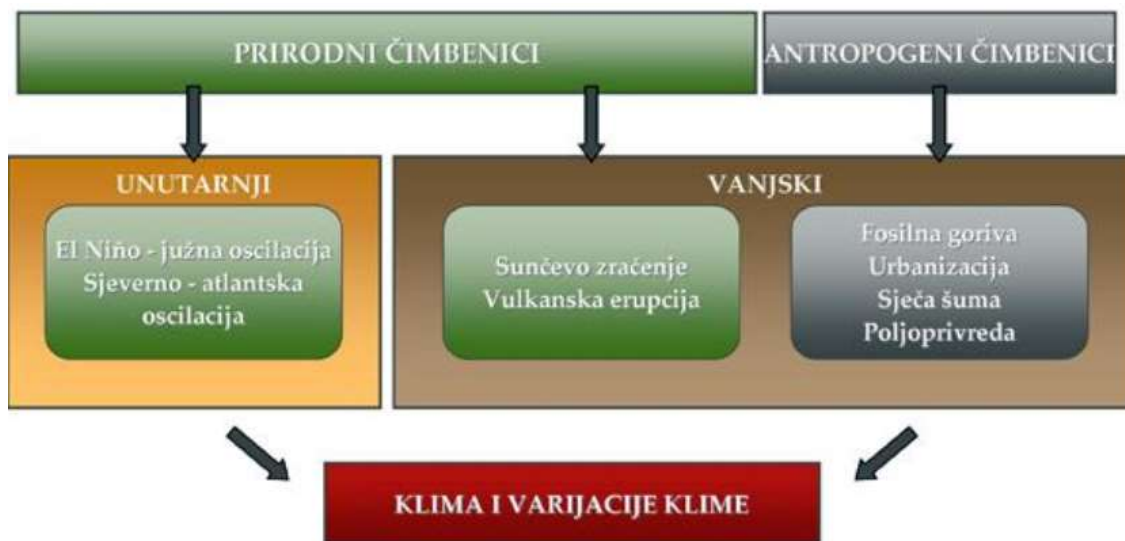 PRIRODNI ČIMBENICI
ANTROPOGENI ČIMBENICI
UNUTARNJI
El Niño - južna oscilacija
Sjeverno - atlantska
oscilacija
VANJSKI
Sunčevo zračenje
Vulkanska erupcija
Fosilna goriva
Urbanizacija
Sječa šuma
Poljoprivreda
KLIMA I VARIJACIJE KLIME